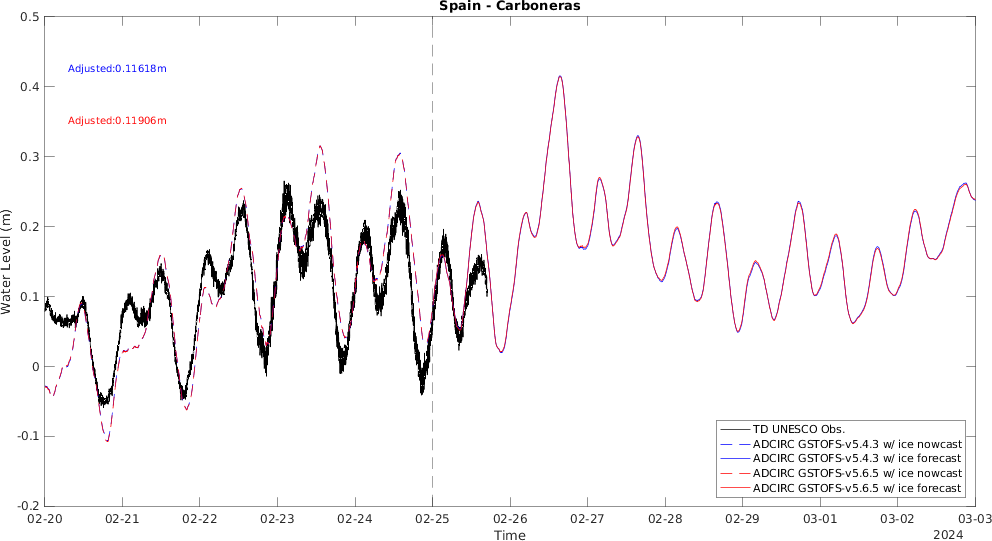 Spain - Carboneras
0.5
0.4
0.3
0.2
0.1
0
-0.1
-0.2
Water Level (m)
Adjusted:0.11618m
Adjusted:0.11906m
TD UNESCO Obs.
ADCIRC GSTOFS-v5.4.3 w/ ice nowcast
ADCIRC GSTOFS-v5.4.3 w/ ice forecast
ADCIRC GSTOFS-v5.6.5 w/ ice nowcast
ADCIRC GSTOFS-v5.6.5 w/ ice forecast
02-20 02-21 02-22 02-23 02-24 02-25 02-26 02-27 02-28 02-29 03-01 03-02 03-03
Time
2024